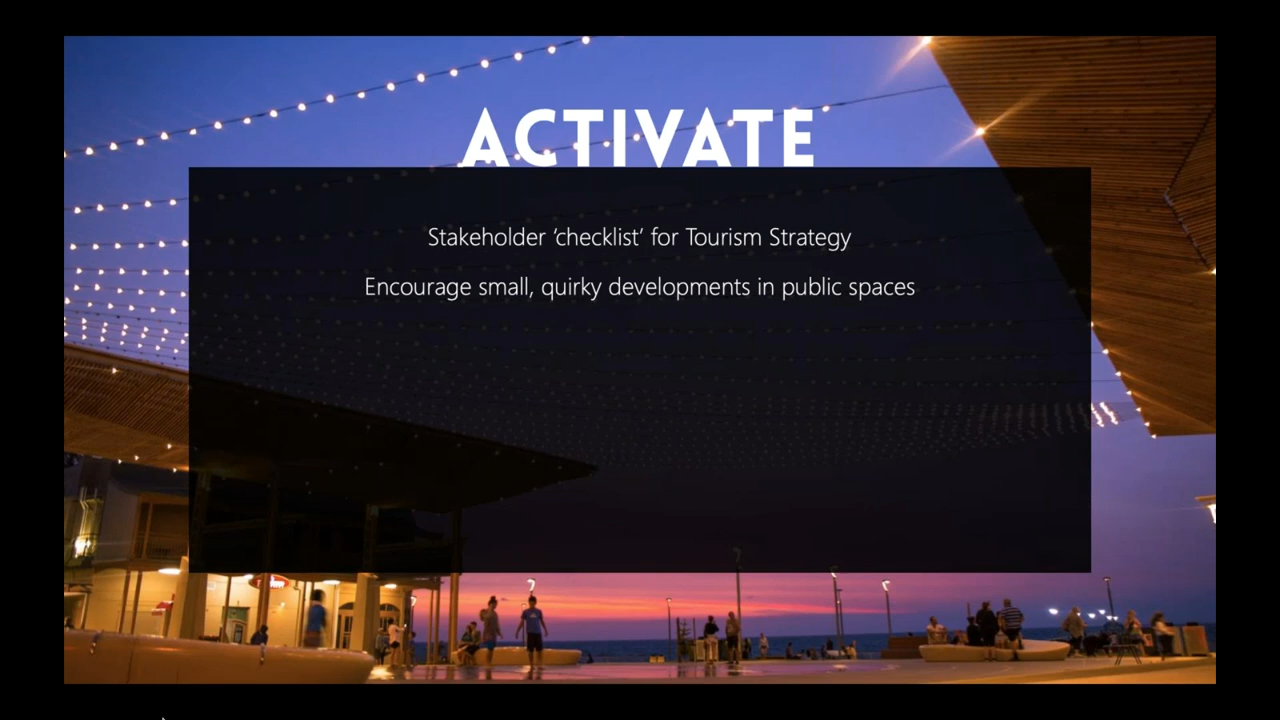 ACTIVATE
Stakeholder ‘checklist’ for Tourism Strategy
Encourage small, quirky developments in public spaces